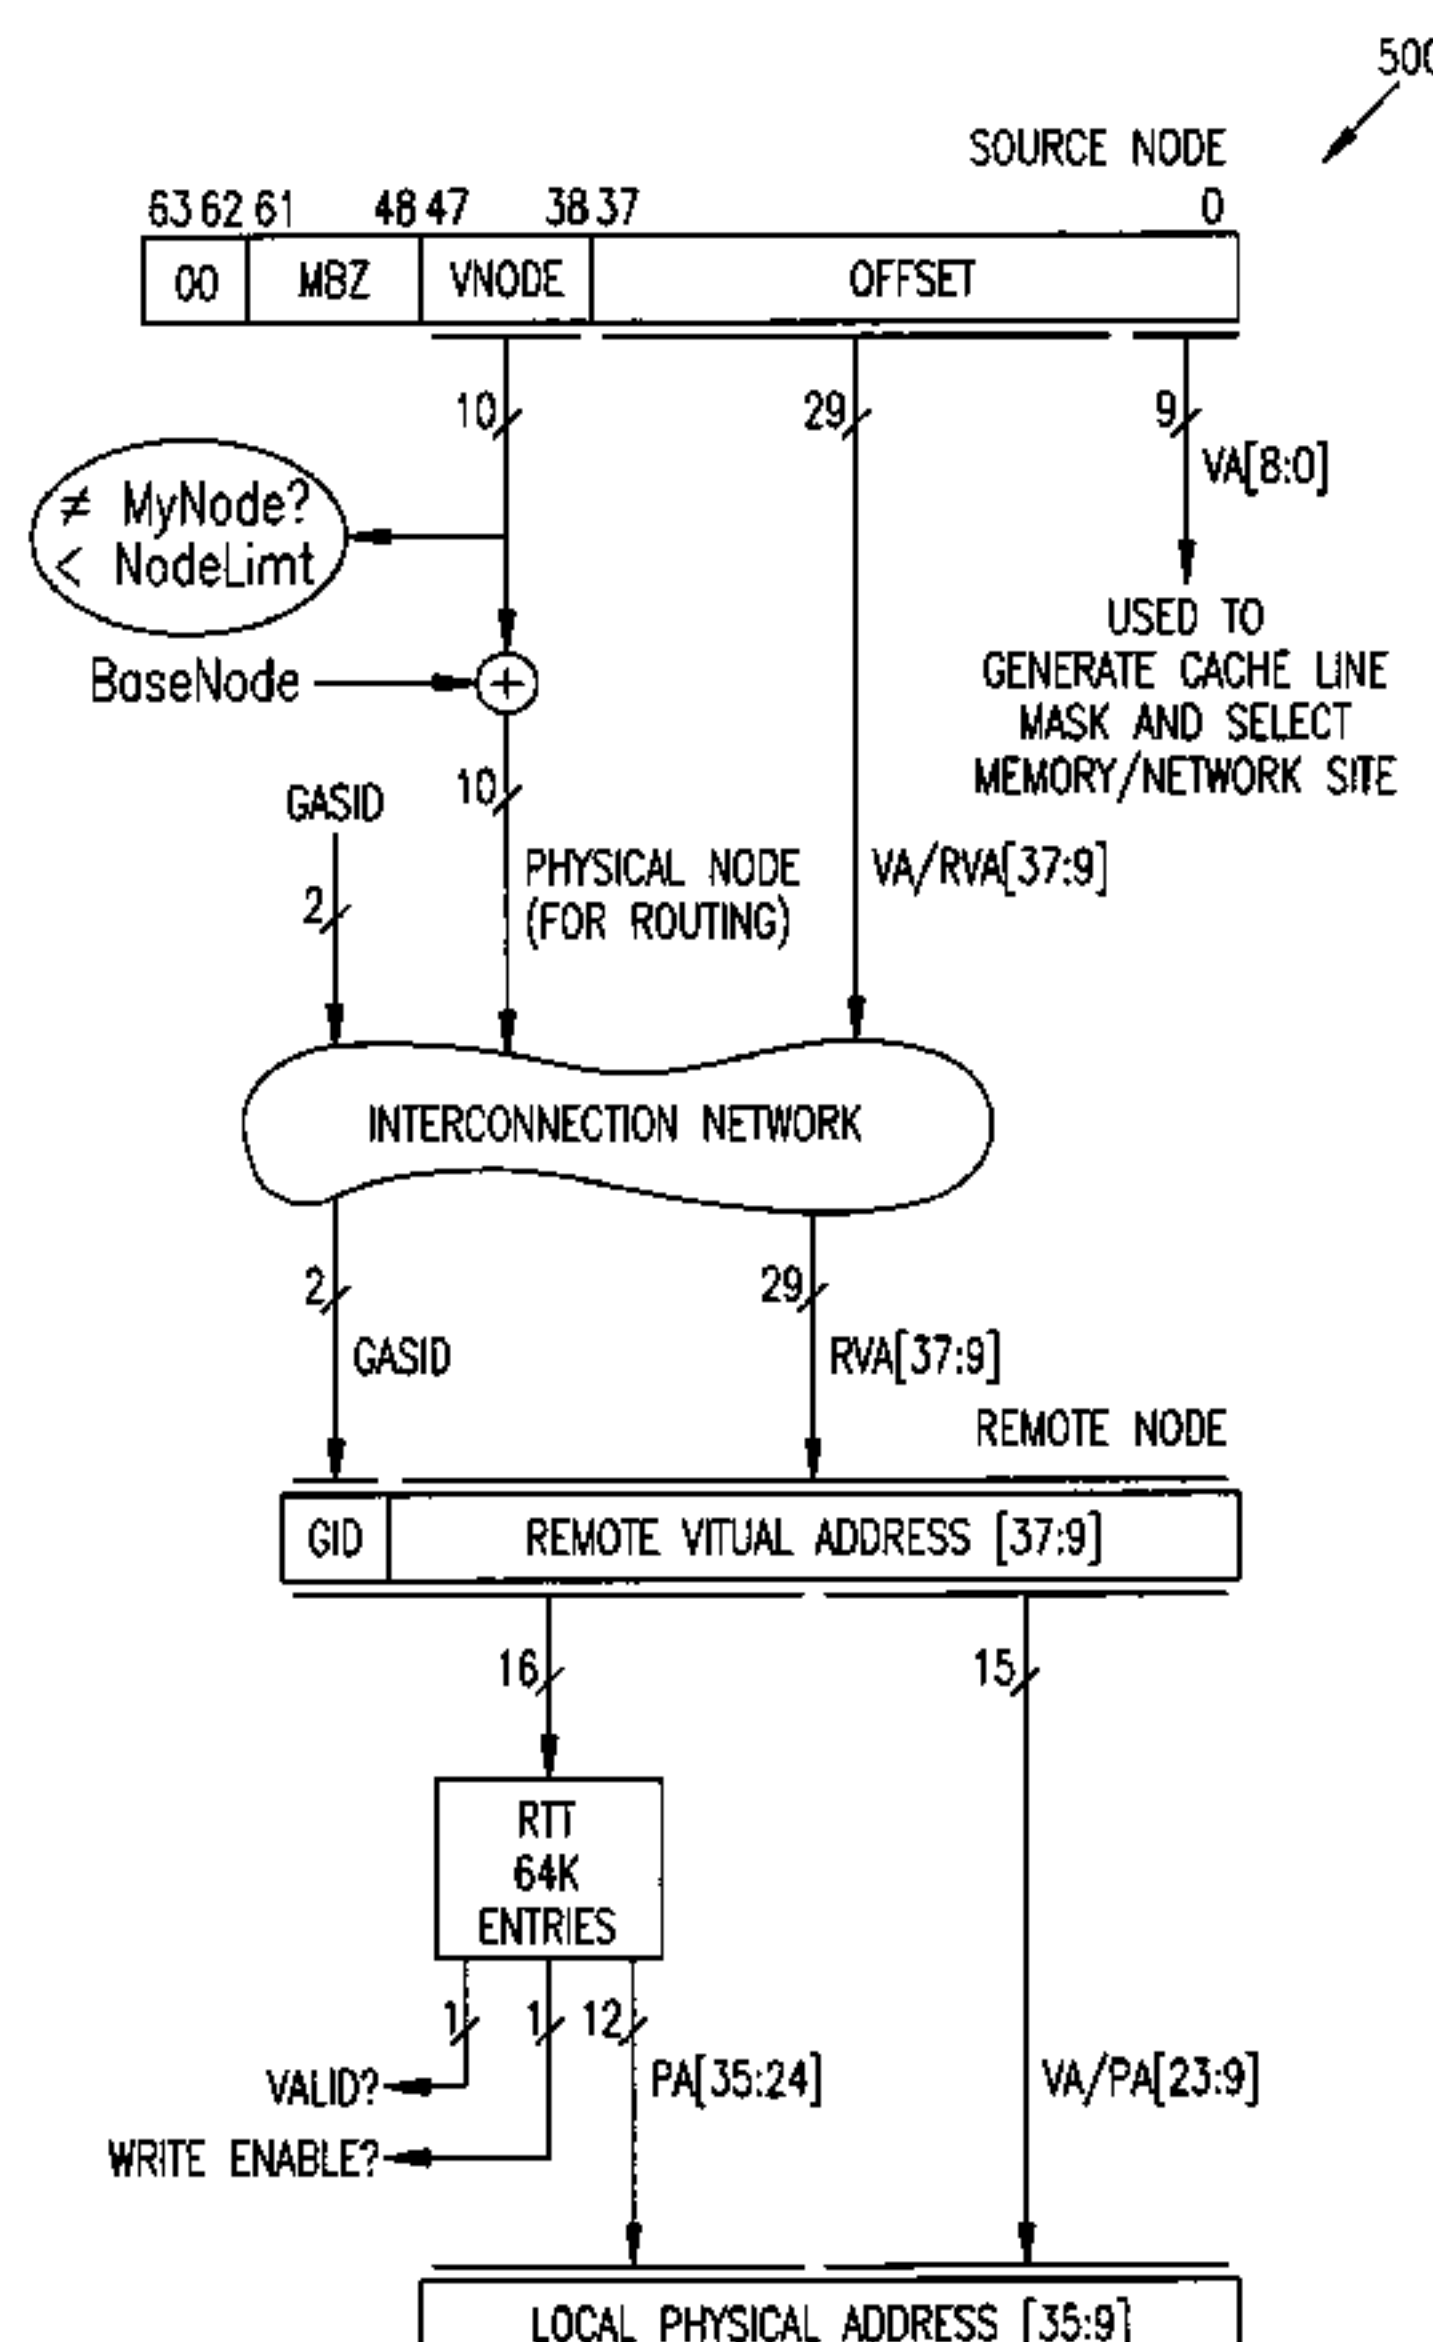 500
SOURCE NODE
63 62 61 48 47 38 37 0
00 MBZ VNODE OFFSET
10 29 9
VA[8:0]
≠ MyNode?
< NodeLimt
USED TO
GENERATE CACHE LINE
MASK AND SELECT
MEMORY/NETWORK SITE
BaseNode
+
GASID 10
2
PHYSICAL NODE
(FOR ROUTING)
VA/RVA[37:9]
INTERCONNECTION NETWORK
2 29
GASID RVA[37:9]
REMOTE NODE
GID REMOTE VITUAL ADDRESS [37:9]
16 15
RTT
64K
ENTRIES
1 1 12
VALID? PA[35:24] VA/PA[23:9]
WRITE ENABLE?
LOCAL PHYSICAL ADDRESS [35:9]